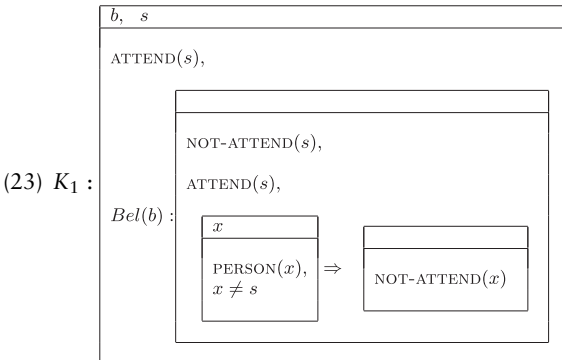 b, s
ATTEND(s),
NOT-ATTEND(s),
(23) K₁ :
ATTEND(s),
Bel(b) :
x
PERSON(x),
x ≠ s
⇒
NOT-ATTEND(x)